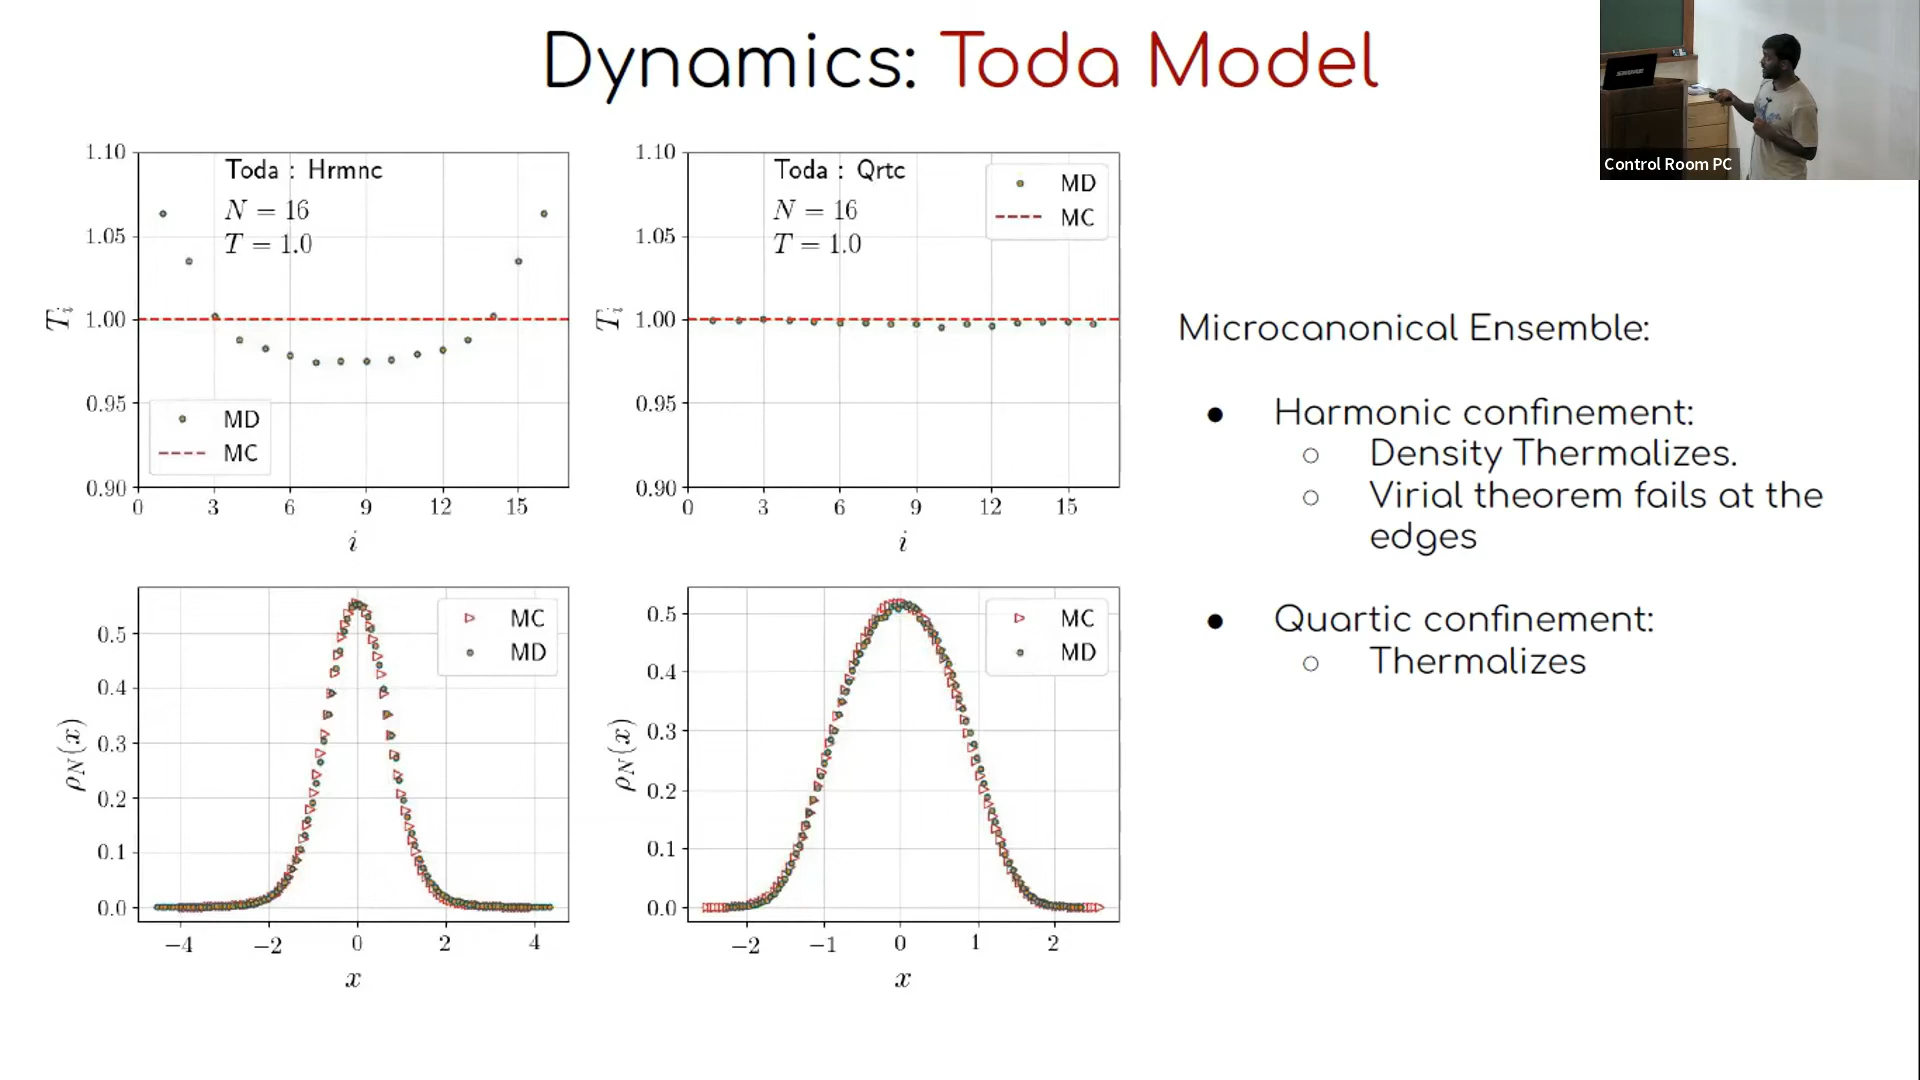 Dynamics: Toda Model
SHURE
Control Room PC
Toda : Hrmnc
N = 16
T = 1.0
MD
MC
1.10
1.05
1.00
0.95
0.90
T_i
0 3 6 9 12 15
i
Toda : Qrtc
N = 16
T = 1.0
MD
MC
1.10
1.05
1.00
0.95
0.90
T_i
0 3 6 9 12 15
i
MC
MD
0.5
0.4
0.3
0.2
0.1
0.0
ρ_N(x)
−4 −2 0 2 4
x
MC
MD
0.5
0.4
0.3
0.2
0.1
0.0
ρ_N(x)
−2 −1 0 1 2
x
Microcanonical Ensemble:
● Harmonic confinement:
○ Density Thermalizes.
○ Virial theorem fails at the
edges
● Quartic confinement:
○ Thermalizes